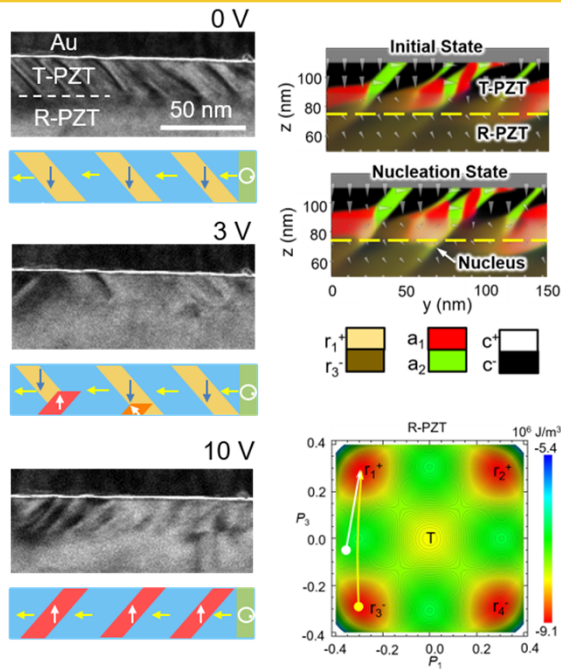 0 V
Au
T-PZT
R-PZT
50 nm
3 V
10 V
Initial State
T-PZT
R-PZT
z (nm)
100
80
60
Nucleation State
Nucleus
z (nm)
100
80
60
0 50 100 150
y (nm)
r₁⁺ a₁ c⁺
r₃⁻ a₂ c⁻
R-PZT
10⁶ J/m³
-5.4
-9.1
r₁⁺ r₂⁺
T
r₃⁻ r₄⁻
P₃
0.4
0.2
0.0
-0.2
-0.4
-0.4 -0.2 0.0 0.2 0.4
P₁